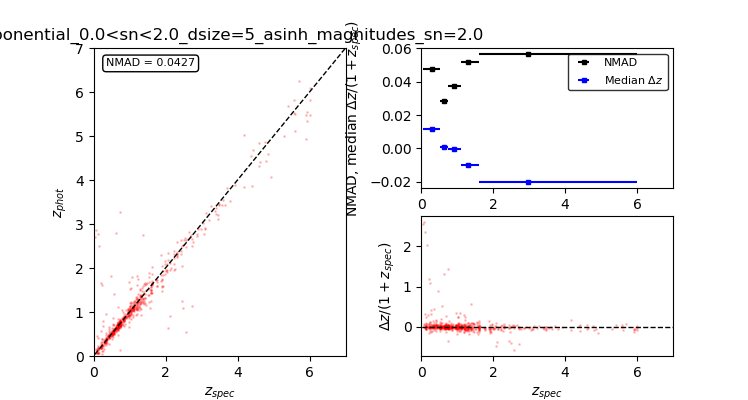 ponential_0.0<sn<2.0_dsize=5_asinh_magnitudes_sn=2.0
NMAD = 0.0427
z_phot
7
6
5
4
3
2
1
0
0 2 4 6
z_spec
NMAD, median Δz/(1 + z_spec)
0.06
0.04
0.02
0.00
−0.02
NMAD
Median Δz
0 2 4 6
Δz/(1 + z_spec)
2
1
0
0 2 4 6
z_spec